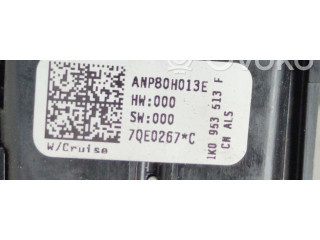 ANP80H013E
HW:000
SW:000
7QE0267*C
W/Cruise
1K0 953 513 F
CN ALS